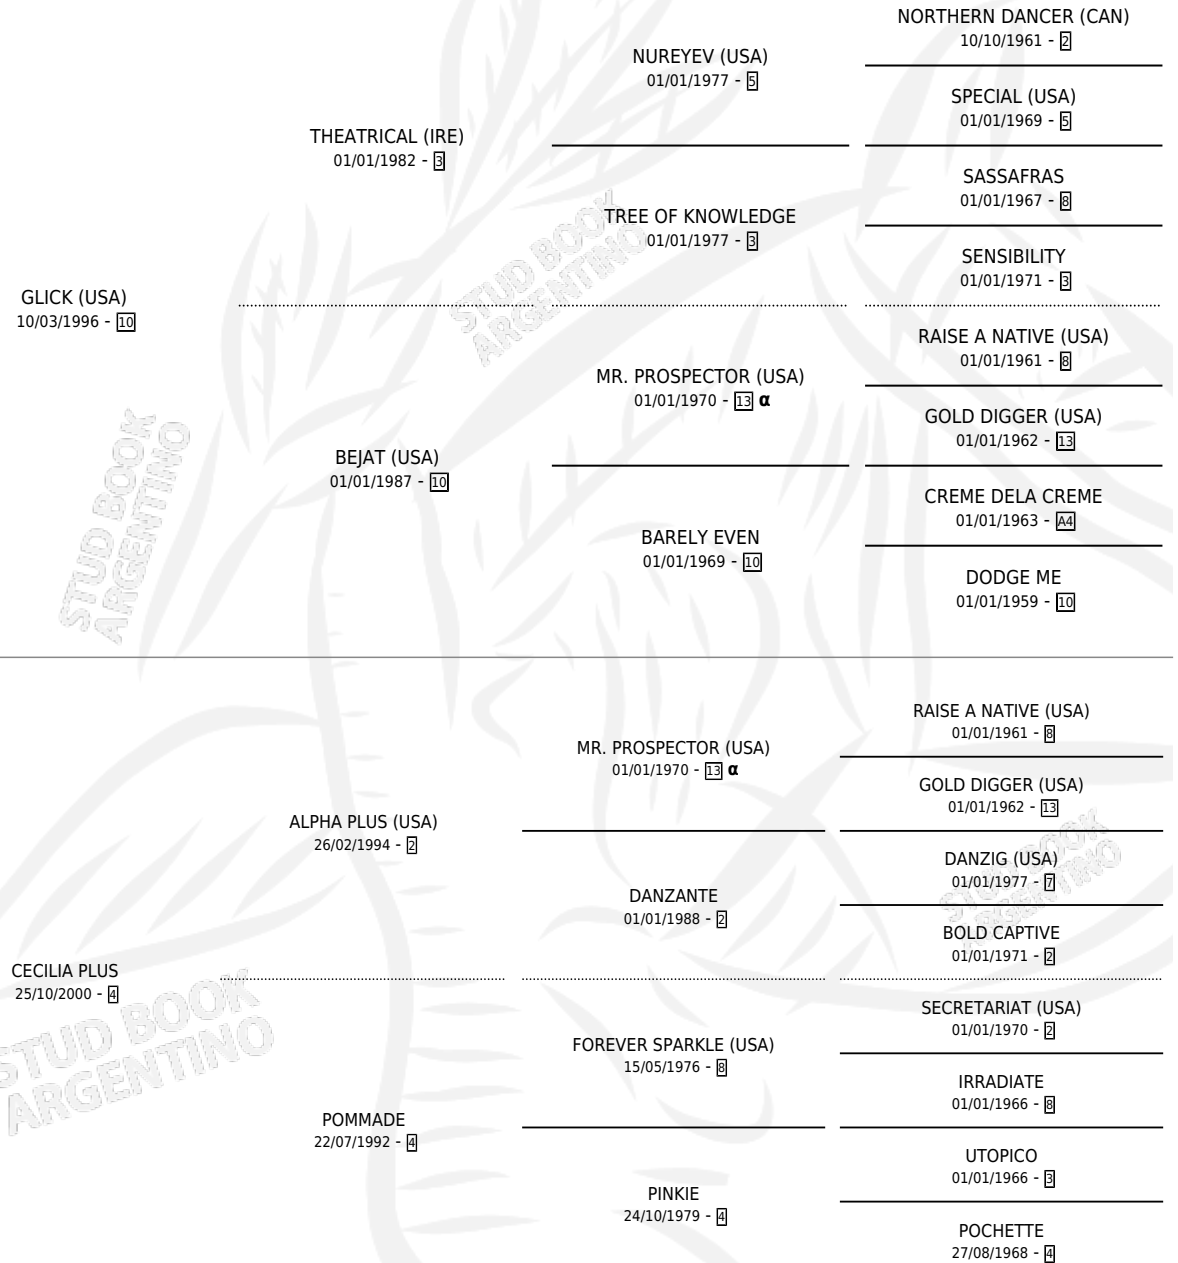 NORTHERN DANCER (CAN)
10/10/1961 - 2
NUREYEV (USA)
01/01/1977 - 5
SPECIAL (USA)
01/01/1969 - 5
THEATRICAL (IRE)
01/01/1982 - 3
SASSAFRAS
01/01/1967 - 8
TREE OF KNOWLEDGE
01/01/1977 - 3
SENSIBILITY
01/01/1971 - 3
GLICK (USA)
10/03/1996 - 10
RAISE A NATIVE (USA)
01/01/1961 - 8
MR. PROSPECTOR (USA)
01/01/1970 - 13 α
GOLD DIGGER (USA)
01/01/1962 - 13
BEJAT (USA)
01/01/1987 - 10
CREME DELA CREME
01/01/1963 - A4
BARELY EVEN
01/01/1969 - 10
DODGE ME
01/01/1959 - 10
RAISE A NATIVE (USA)
01/01/1961 - 8
MR. PROSPECTOR (USA)
01/01/1970 - 13 α
GOLD DIGGER (USA)
01/01/1962 - 13
ALPHA PLUS (USA)
26/02/1994 - 2
DANZIG (USA)
01/01/1977 - 7
DANZANTE
01/01/1988 - 2
BOLD CAPTIVE
01/01/1971 - 2
CECILIA PLUS
25/10/2000 - 4
SECRETARIAT (USA)
01/01/1970 - 2
FOREVER SPARKLE (USA)
15/05/1976 - 8
IRRADIATE
01/01/1966 - 8
POMMADE
22/07/1992 - 4
UTOPICO
01/01/1966 - 3
PINKIE
24/10/1979 - 4
POCHETTE
27/08/1968 - 4
STUD BOOK
ARGENTINO
STUD BOOK
ARGENTINO
STUD BOOK
ARGENTINO
STUD BOOK
ARGENTINO